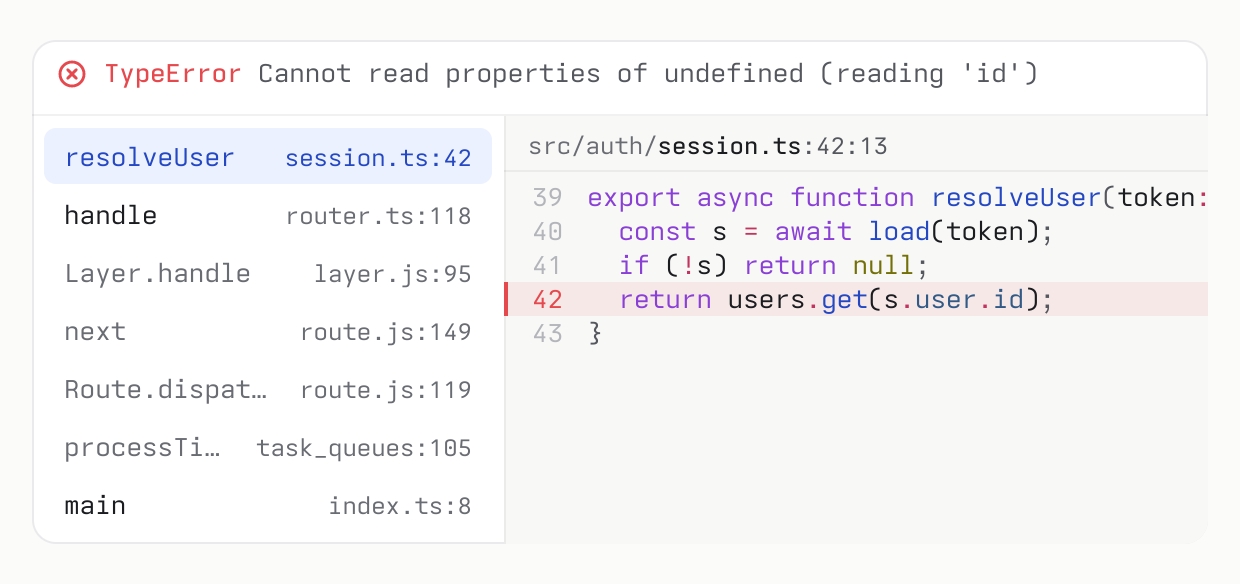 TypeError Cannot read properties of undefined (reading 'id')
resolveUser session.ts:42
handle router.ts:118
Layer.handle layer.js:95
next route.js:149
Route.dispat… route.js:119
processTi… task_queues:105
main index.ts:8
src/auth/session.ts:42:13
39 export async function resolveUser(token:
40   const s = await load(token);
41   if (!s) return null;
42   return users.get(s.user.id);
43 }